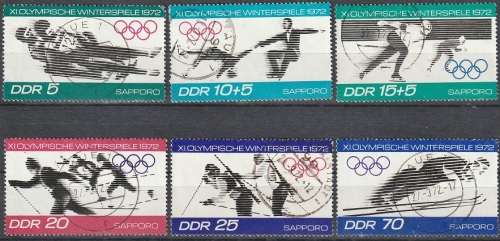 XI OLYMPISCHE WINTERSPIELE 1972
DDR 5 SAPPORO
XI OLYMPISCHE WINTERSPIELE 1972
DDR 10+5 SAPPORO
XI OLYMPISCHE WINTERSPIELE 1972
DDR 15+5 SAPPORO
XI OLYMPISCHE WINTERSPIELE 1972
DDR 20 SAPPORO
XI OLYMPISCHE WINTERSPIELE 1972
DDR 25 SAPPORO
XI OLYMPISCHE WINTERSPIELE 1972
DDR 70 SAPPORO